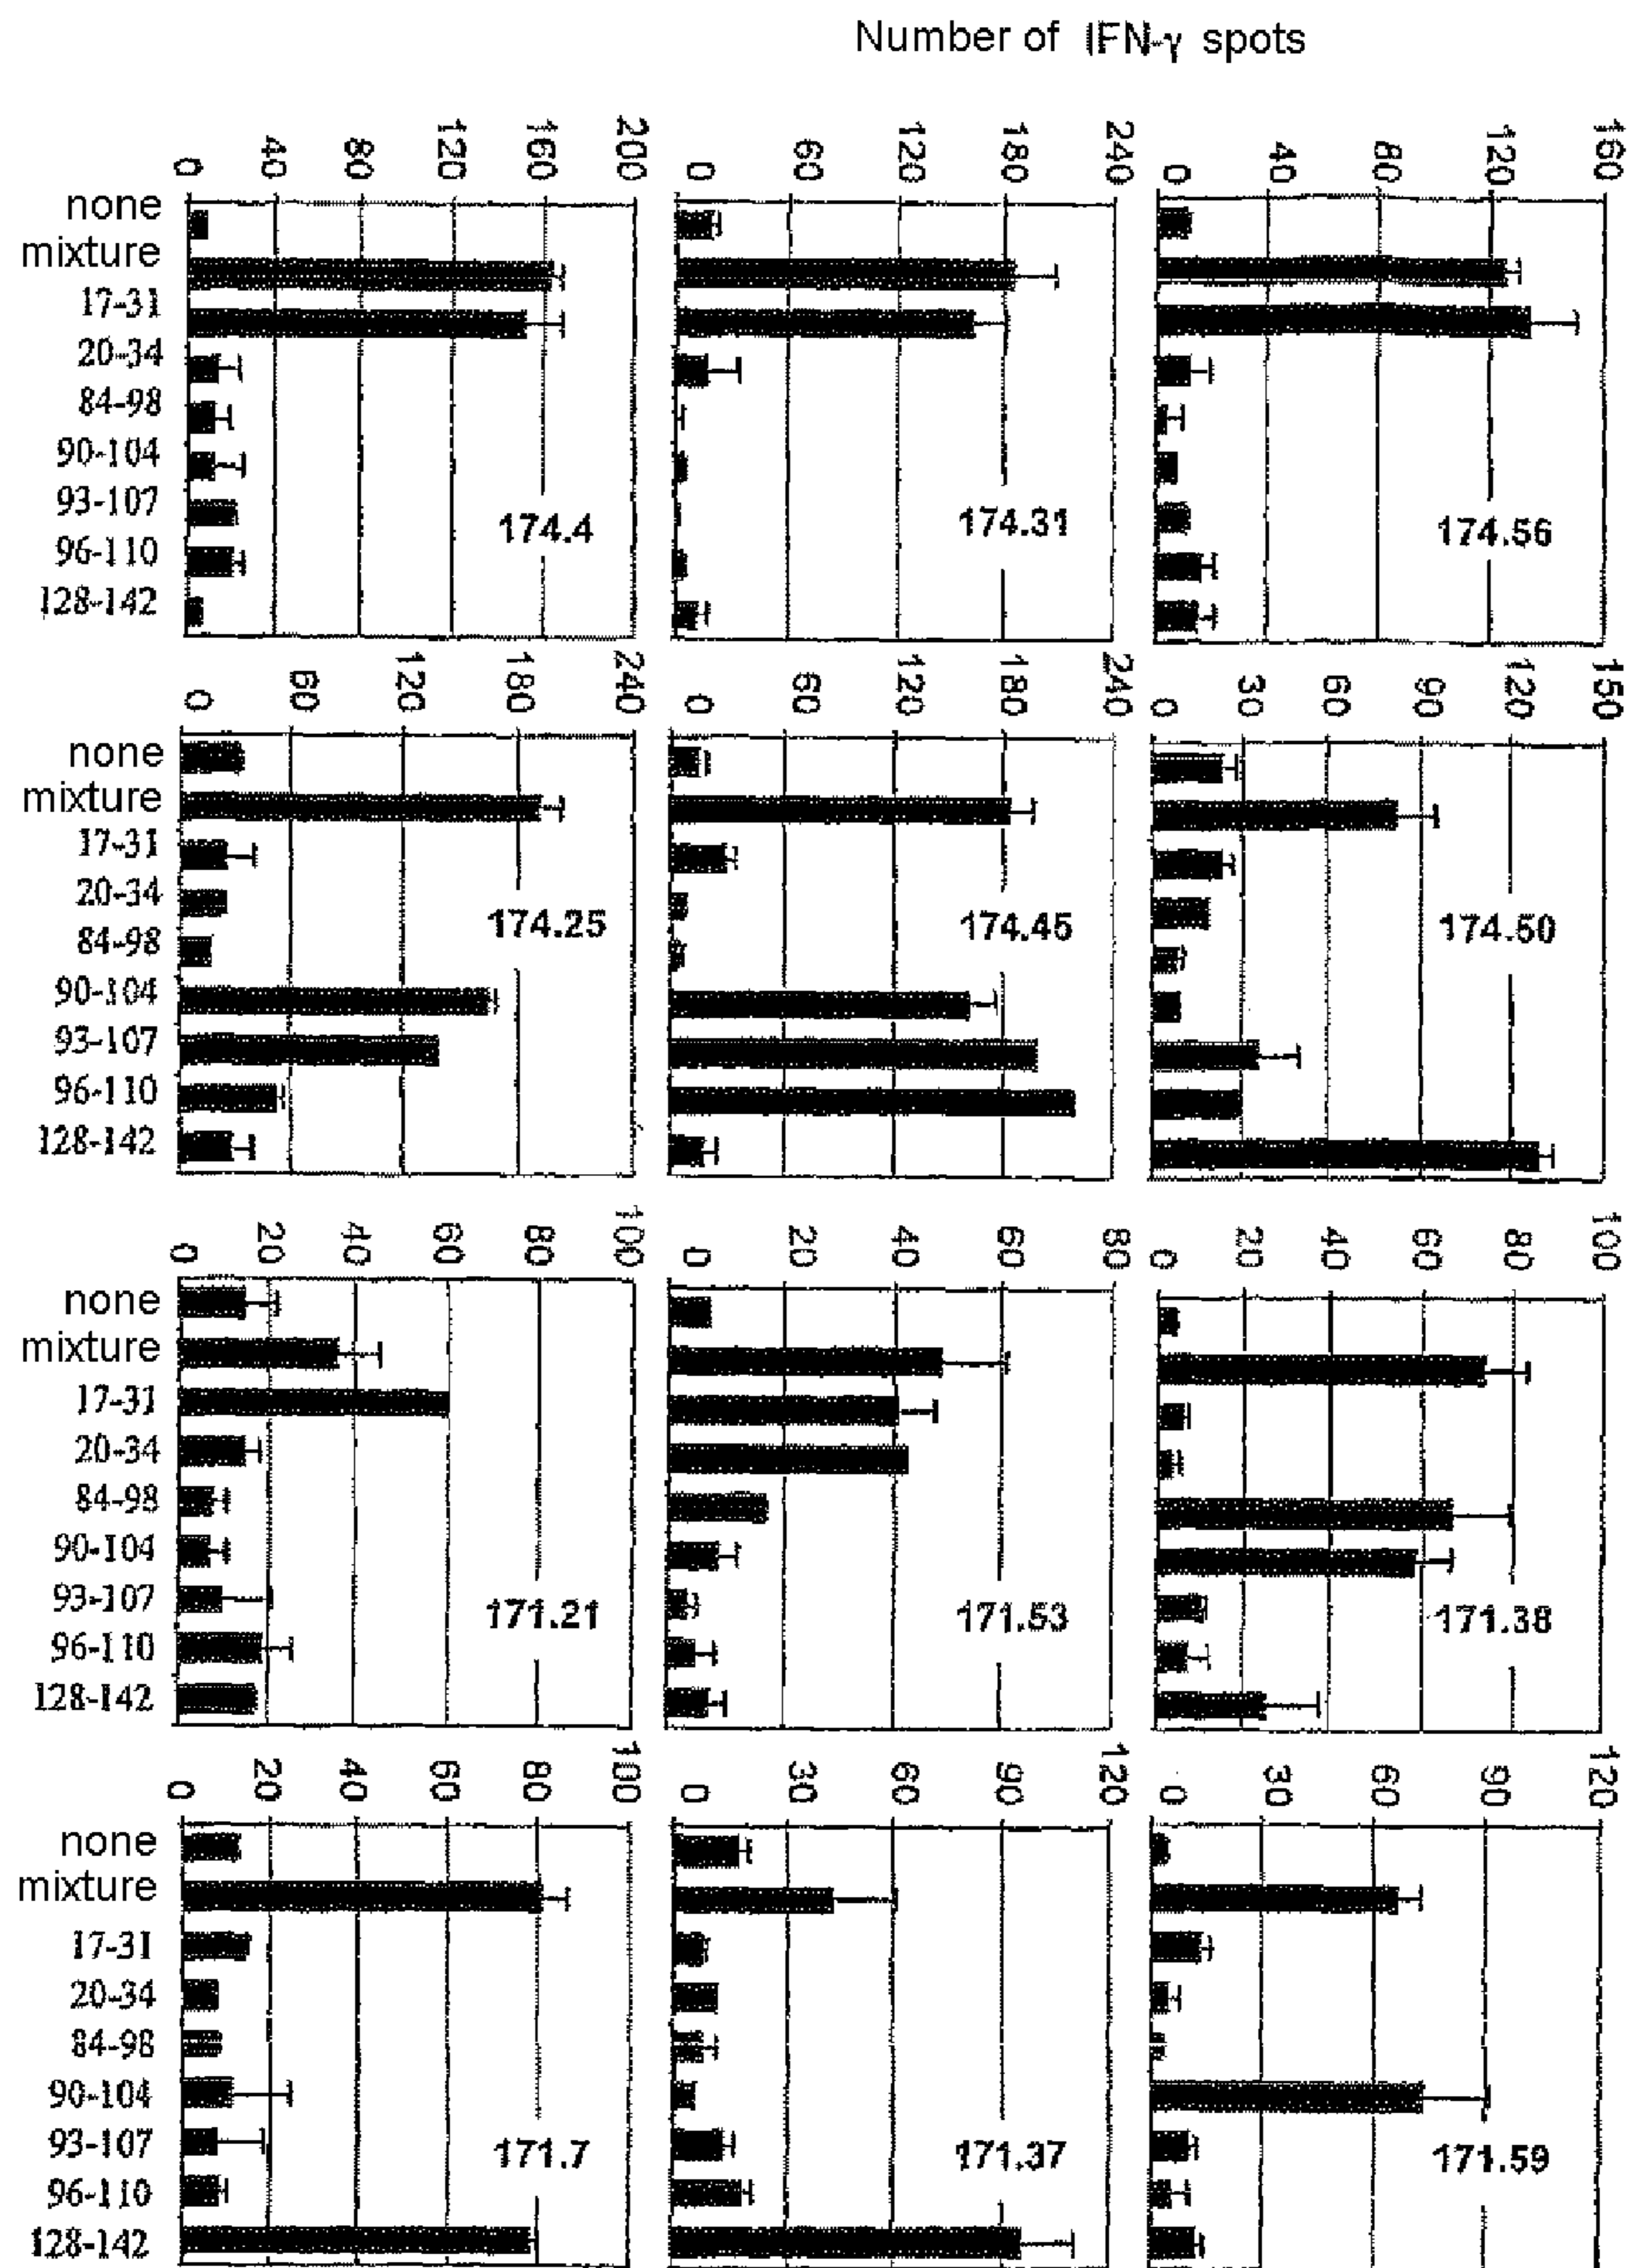 Number of IFN-γ spots
0 40 80 120 160 200
0 60 120 180 240
0 40 80 120 160
none
mixture
17-31
20-34
84-98
90-104
93-107
96-110
128-142
174.4
174.31
174.56
0 60 120 180 240
0 60 120 180 240
0 30 60 90 120 150
none
mixture
17-31
20-34
84-98
90-104
93-107
96-110
128-142
174.25
174.45
174.50
0 20 40 60 80 100
0 20 40 60 80
0 20 40 60 80 100
none
mixture
17-31
20-34
84-98
90-104
93-107
96-110
128-142
171.21
171.53
171.38
0 20 40 60 80 100
0 30 60 90 120
0 30 60 90 120
none
mixture
17-31
20-34
84-98
90-104
93-107
96-110
128-142
171.7
171.37
171.59